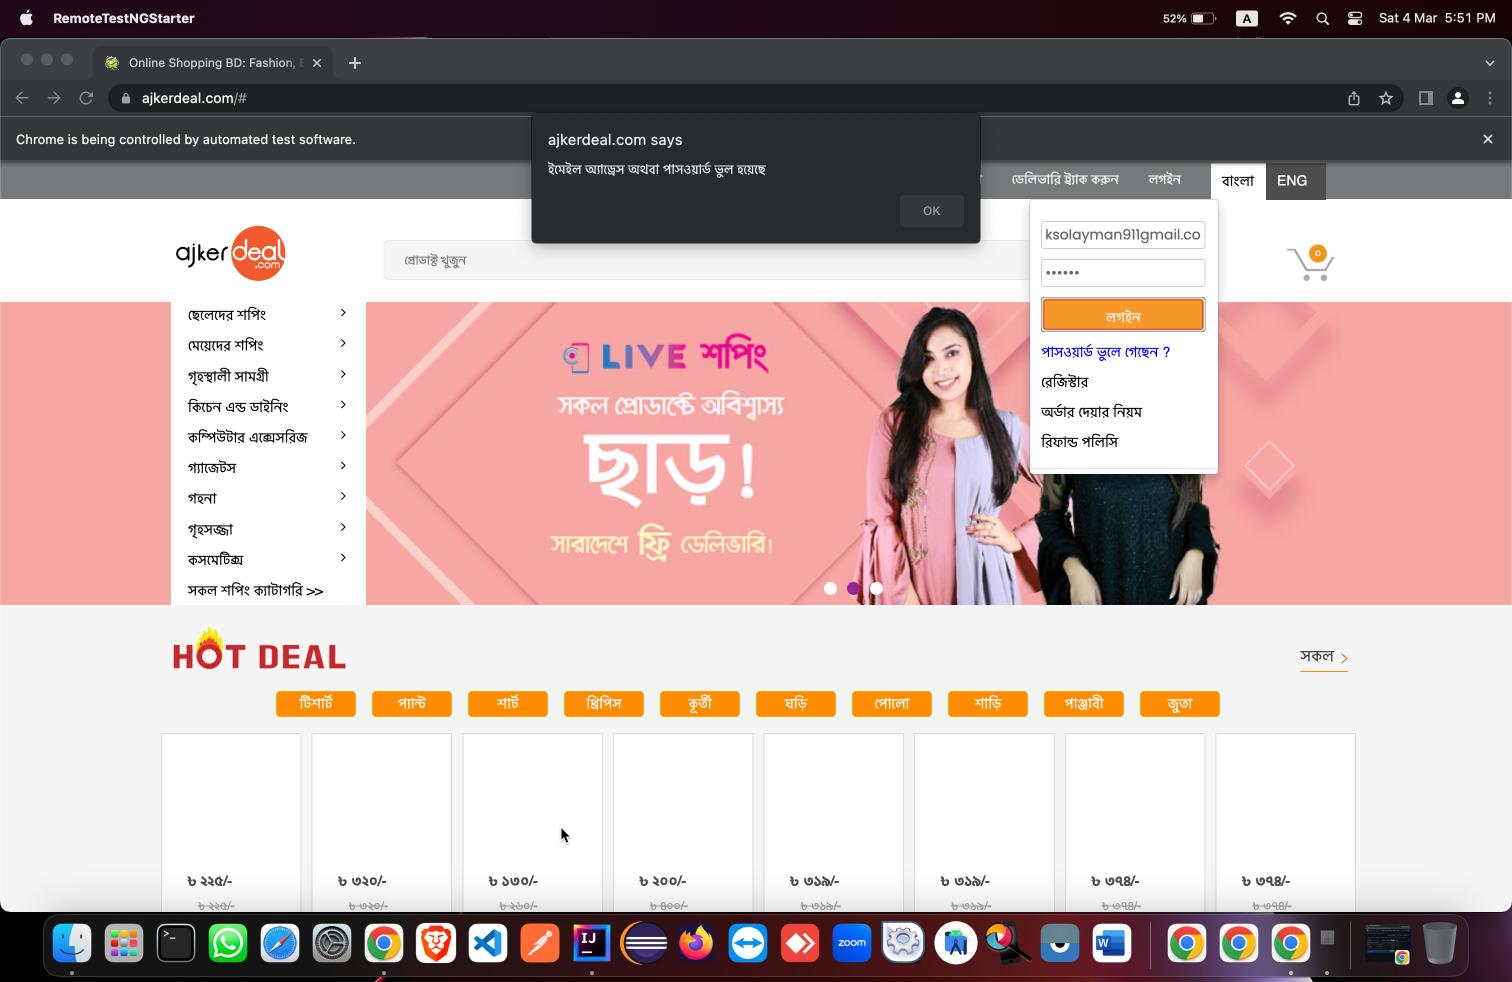 RemoteTestNGStarter
52%
A
Sat 4 Mar 5:51 PM
Online Shopping BD: Fashion,
ajkerdeal.com/#
Chrome is being controlled by automated test software.
ajkerdeal.com says
ইমেইল অ্যাড্রেস অথবা পাসওয়ার্ড ভুল হয়েছে
OK
ডেলিভারি ট্র্যাক করুন
লগইন
বাংলা
ENG
ajkerdeal.com
প্রোডাক্ট খুজুন
ksolayman911gmail.co
••••••
লগইন
পাসওয়ার্ড ভুলে গেছেন ?
রেজিস্টার
অর্ডার দেয়ার নিয়ম
রিফান্ড পলিসি
0
ছেলেদের শপিং
মেয়েদের শপিং
গৃহস্থালী সামগ্রী
কিচেন এন্ড ডাইনিং
কম্পিউটার এক্সেসরিজ
গ্যাজেটস
গহনা
গৃহসজ্জা
কসমেটিক্স
সকল শপিং ক্যাটাগরি >>
LIVE শপিং
সকল প্রোডাক্টে অবিশ্বাস্য
ছাড়!
সারাদেশে ফ্রি ডেলিভারি!
HOT DEAL
সকল >
টিশার্ট
প্যান্ট
শার্ট
থ্রিপিস
কূর্তী
ঘড়ি
পোলো
শাড়ি
পাঞ্জাবী
জুতা
৳ ২২৫/- ৳ ৩২০/- ৳ ১৩০/- ৳ ২০০/- ৳ ৩১৯/- ৳ ৩১৯/- ৳ ৩৭৪/- ৳ ৩৭৪/-
৳ ২২৫/- ৳ ৩২০/- ৳ ২৬০/- ৳ ৪০০/- ৳ ৩১৯/- ৳ ৩১৯/- ৳ ৩৭৪/- ৳ ৩৭৪/-
IJ
zoom
W